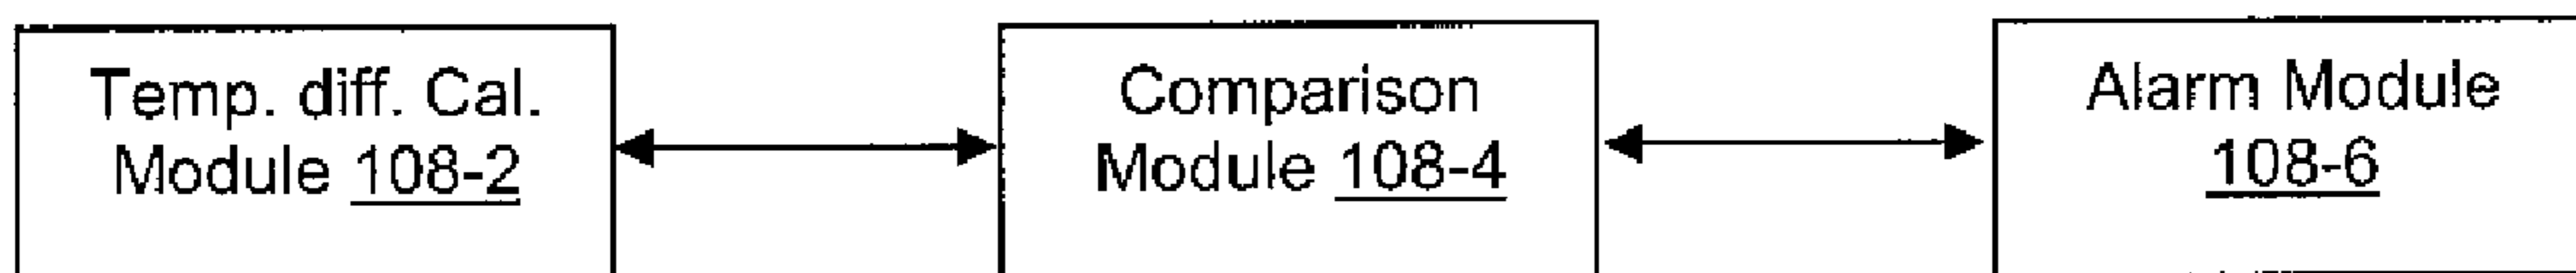 Temp. diff. Cal.
Module 108-2
Comparison
Module 108-4
Alarm Module
108-6